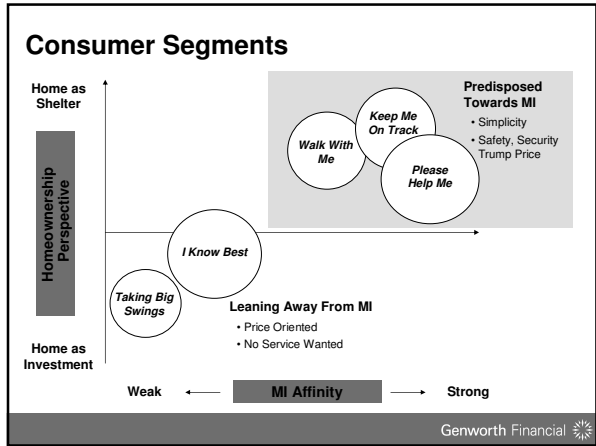 Consumer Segments
Home as
Shelter
Homeownership
Perspective
Home as
Investment
Predisposed
Towards MI
• Simplicity
• Safety, Security
Trump Price
Keep Me
On Track
Walk With
Me
Please
Help Me
I Know Best
Taking Big
Swings
Leaning Away From MI
• Price Oriented
• No Service Wanted
Weak
MI Affinity
Strong
Genworth Financial